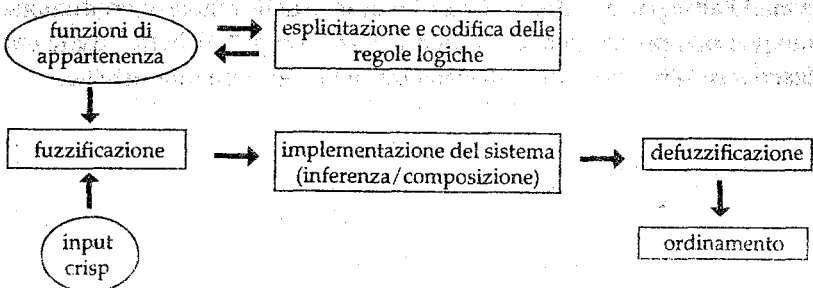 funzioni di
appartenenza
esplicitazione e codifica delle
regole logiche
fuzzificazione
implementazione del sistema
(inferenza/composizione)
defuzzificazione
input
crisp
ordinamento